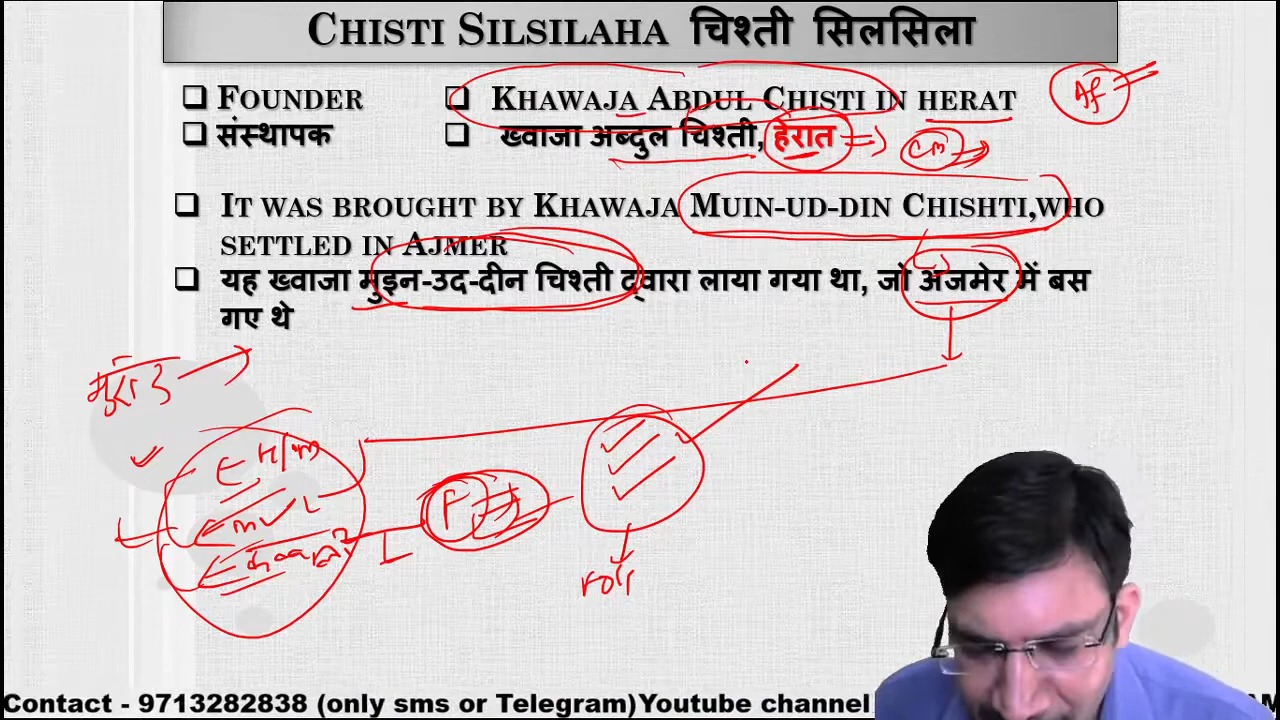 CHISTI SILSILAHA चिश्ती सिलसिला
FOUNDER KHAWAJA ABDUL CHISTI IN HERAT
संस्थापक ख्वाजा अब्दुल चिश्ती, हेरात
IT WAS BROUGHT BY KHAWAJA MUIN-UD-DIN CHISHTI,WHO
SETTLED IN AJMER
यह ख्वाजा मुइन-उद-दीन चिश्ती द्वारा लाया गया था, जो अजमेर में बस
गए थे
Contact - 9713282838 (only sms or Telegram)Youtube channel